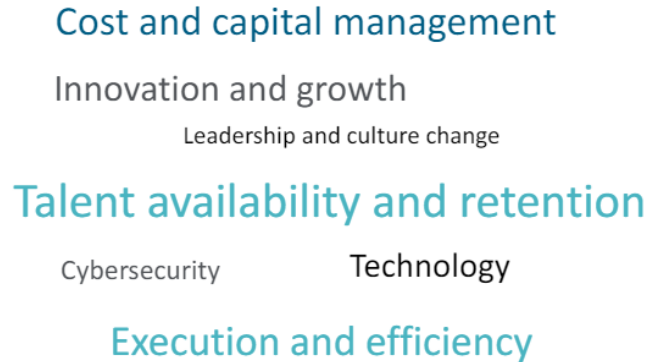 Cost and capital management
Innovation and growth
Leadership and culture change
Talent availability and retention
Cybersecurity Technology
Execution and efficiency